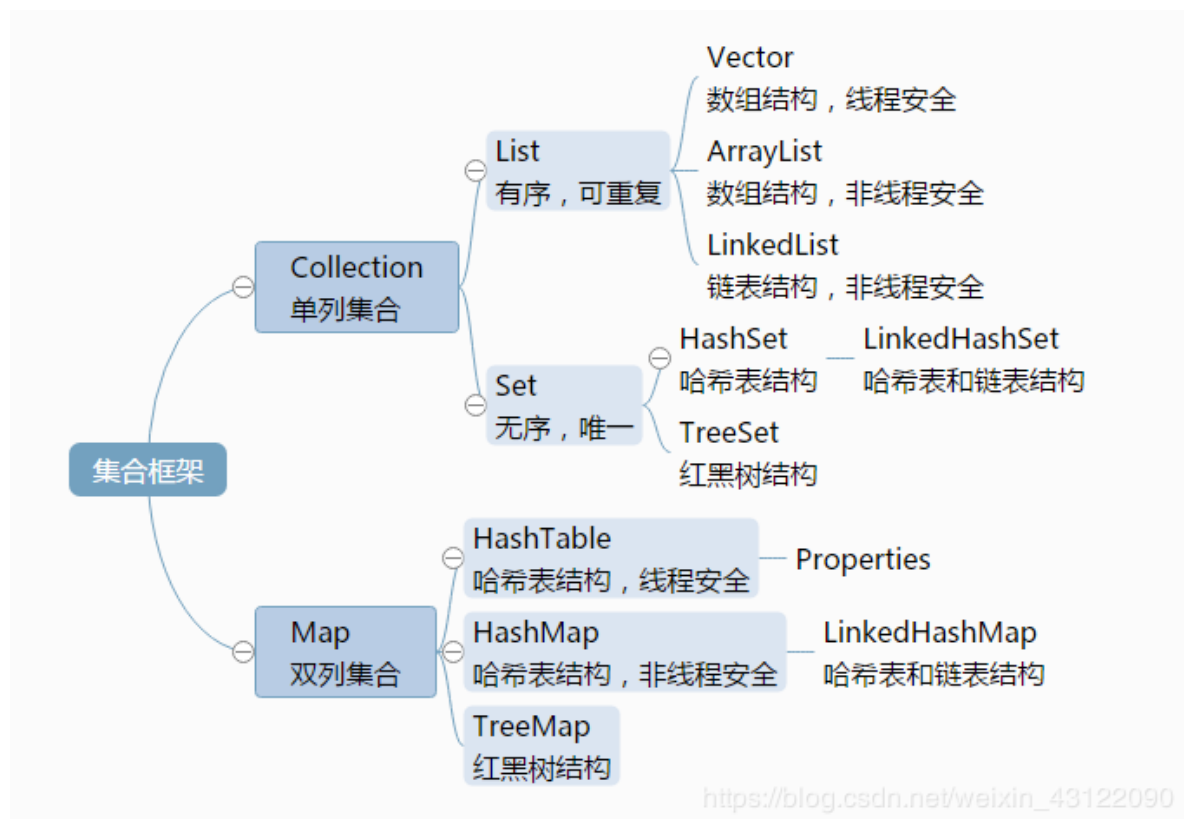 集合框架
Collection
单列集合
List
有序，可重复
Vector
数组结构，线程安全
ArrayList
数组结构，非线程安全
LinkedList
链表结构，非线程安全
Set
无序，唯一
HashSet
哈希表结构
LinkedHashSet
哈希表和链表结构
TreeSet
红黑树结构
Map
双列集合
HashTable
哈希表结构，线程安全
Properties
HashMap
哈希表结构，非线程安全
LinkedHashMap
哈希表和链表结构
TreeMap
红黑树结构
https://blog.csdn.net/weixin_43122090